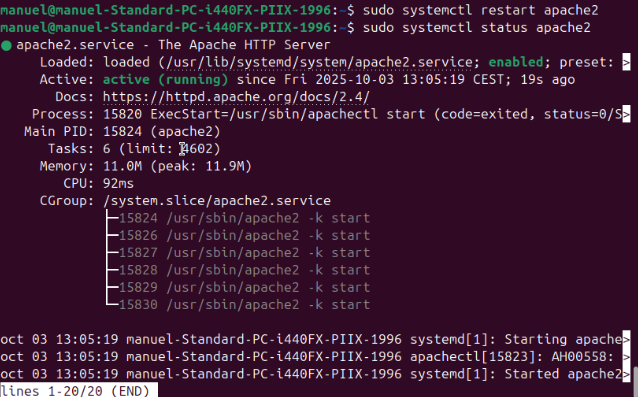 manuel@manuel-Standard-PC-i440FX-PIIX-1996:~$ sudo systemctl restart apache2
manuel@manuel-Standard-PC-i440FX-PIIX-1996:~$ sudo systemctl status apache2
● apache2.service - The Apache HTTP Server
Loaded: loaded (/usr/lib/systemd/system/apache2.service; enabled; preset: >
Active: active (running) since Fri 2025-10-03 13:05:19 CEST; 19s ago
Docs: https://httpd.apache.org/docs/2.4/
Process: 15820 ExecStart=/usr/sbin/apachectl start (code=exited, status=0/S>
Main PID: 15824 (apache2)
Tasks: 6 (limit: 4602)
Memory: 11.0M (peak: 11.9M)
CPU: 92ms
CGroup: /system.slice/apache2.service
├─15824 /usr/sbin/apache2 -k start
├─15826 /usr/sbin/apache2 -k start
├─15827 /usr/sbin/apache2 -k start
├─15828 /usr/sbin/apache2 -k start
├─15829 /usr/sbin/apache2 -k start
└─15830 /usr/sbin/apache2 -k start
oct 03 13:05:19 manuel-Standard-PC-i440FX-PIIX-1996 systemd[1]: Starting apache>
oct 03 13:05:19 manuel-Standard-PC-i440FX-PIIX-1996 apachectl[15823]: AH00558: >
oct 03 13:05:19 manuel-Standard-PC-i440FX-PIIX-1996 systemd[1]: Started apache2>
lines 1-20/20 (END)